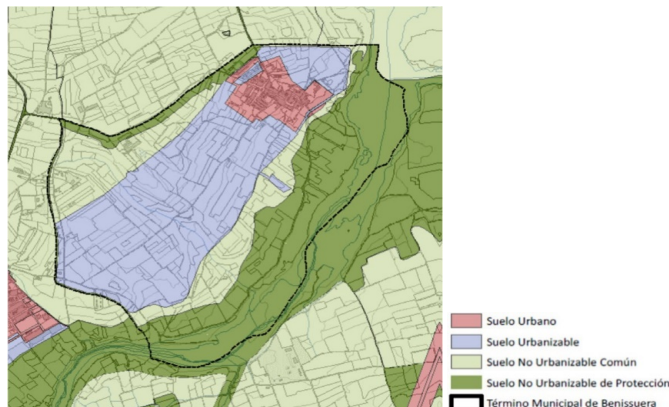 Suelo Urbano
Suelo Urbanizable
Suelo No Urbanizable Común
Suelo No Urbanizable de Protección
Término Municipal de Benissuera